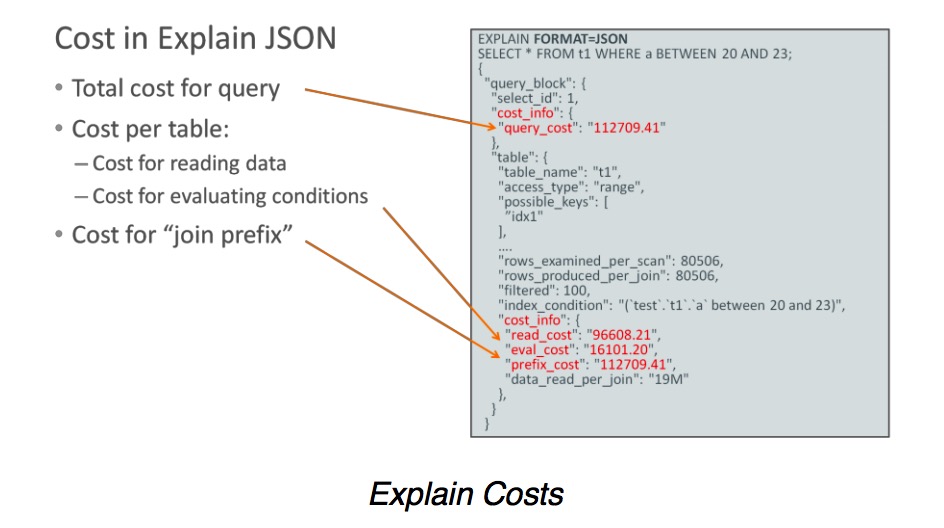 Cost in Explain JSON
• Total cost for query
• Cost per table:
– Cost for reading data
– Cost for evaluating conditions
• Cost for “join prefix”
EXPLAIN FORMAT=JSON
SELECT * FROM t1 WHERE a BETWEEN 20 AND 23;
{
"query_block": {
"select_id": 1,
"cost_info": {
"query_cost": "112709.41"
},
"table": {
"table_name": "t1",
"access_type": "range",
"possible_keys": [
"idx1"
],
....
"rows_examined_per_scan": 80506,
"rows_produced_per_join": 80506,
"filtered": 100,
"index_condition": "(`test`.`t1`.`a` between 20 and 23)",
"cost_info": {
"read_cost": "96608.21",
"eval_cost": "16101.20",
"prefix_cost": "112709.41",
"data_read_per_join": "19M"
},
}
}
Explain Costs